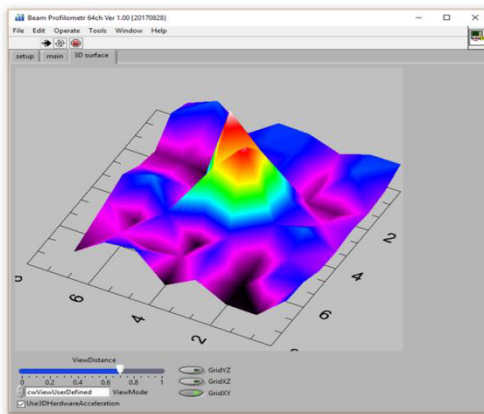 Beam Profilometr 64ch Ver 1.00 (20170828)
File Edit Operate Tools Window Help
setup main 3D surface
2
4
6
2
4
6
ViewDistance
0 0.2 0.4 0.6 0.8 1
cwViewUserDefined ViewMode
Use3DHardwareAcceleration
GridYZ
GridXZ
GridXY